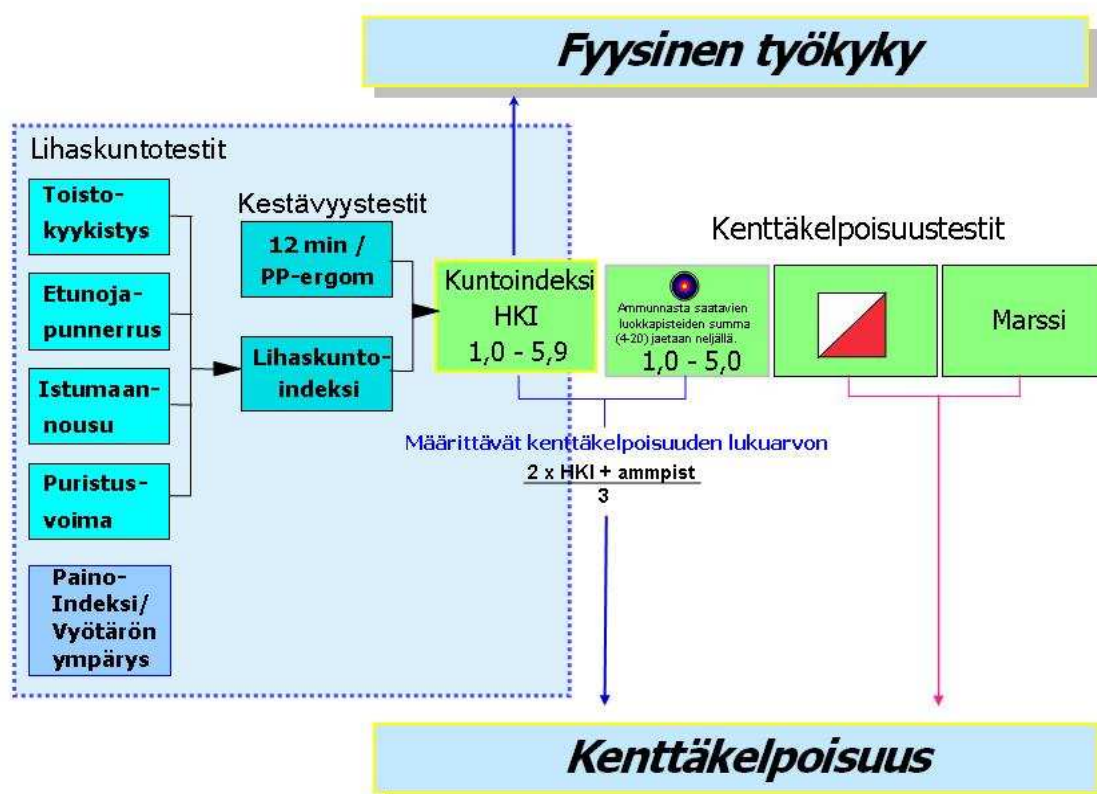 Fyysinen työkyky
Lihaskuntotestit
Toisto-
kyykistys
Etunoja-
punnerrus
Istumaan-
nousu
Puristus-
voima
Paino-
Indeksi/
Vyötärön
ympärys
Kestävyystestit
12 min /
PP-ergom
Lihaskunto-
indeksi
Kuntoindeksi
HKI
1,0 - 5,9
Kenttäkelpoisuustestit
Ammunnasta saatavien
luokkapisteiden summa
(4-20) jaetaan neljällä.
1,0 - 5,0
Marssi
Määrittävät kenttäkelpoisuuden lukuarvon
2 x HKI + ammpist
3
Kenttäkelpoisuus